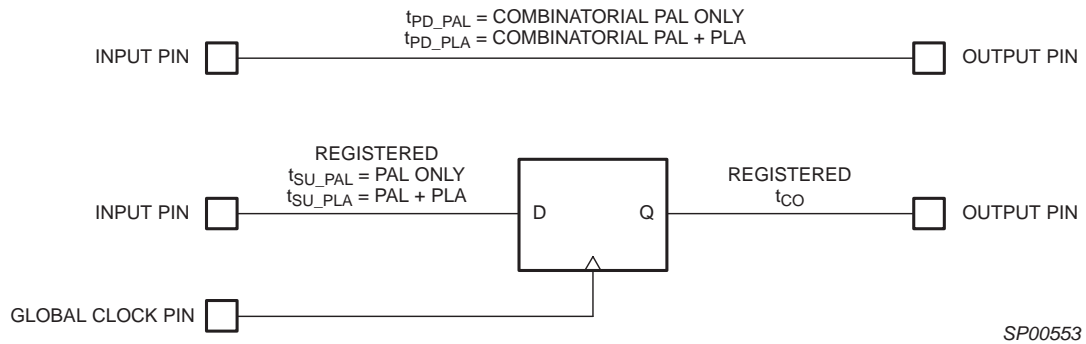 tPD_PAL = COMBINATORIAL PAL ONLY
tPD_PLA = COMBINATORIAL PAL + PLA
INPUT PIN
OUTPUT PIN
REGISTERED
tSU_PAL = PAL ONLY
tSU_PLA = PAL + PLA
REGISTERED
tCO
INPUT PIN
D
Q
OUTPUT PIN
GLOBAL CLOCK PIN
SP00553